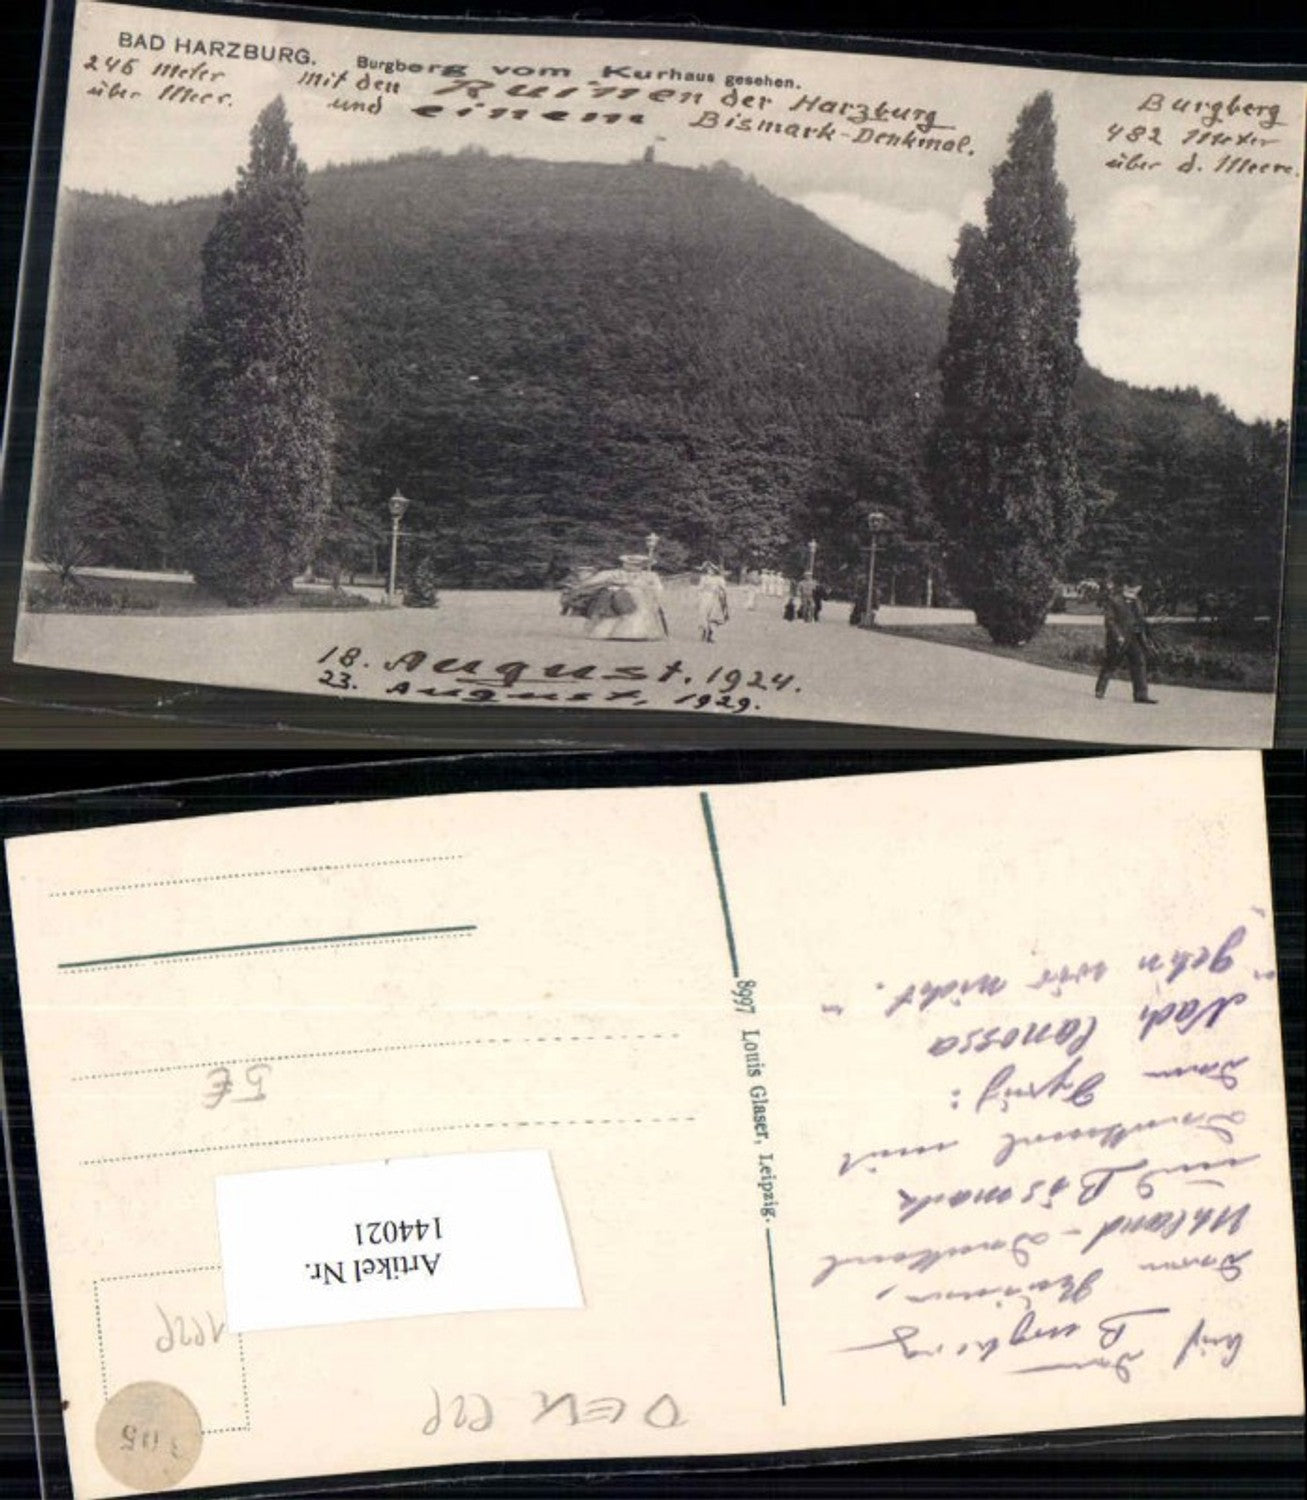 BAD HARZBURG. Burgberg vom Kurhaus gesehen.
246 Meter
über Meer.
mit den Ruinen der Harzburg
und einem Bismarck-Denkmal.
Burgberg
482 Meter
über d. Meere.
18. August. 1924.
23. August, 1929.
Auf dem Burgberg
die Ruinen,
Uhland - Denkmal
und Bismark
Denkmal mit
dem
Nach Canossa
gehn wir nicht."
8997 Louis Glaser, Leipzig.
5€
Artikel Nr.
144021